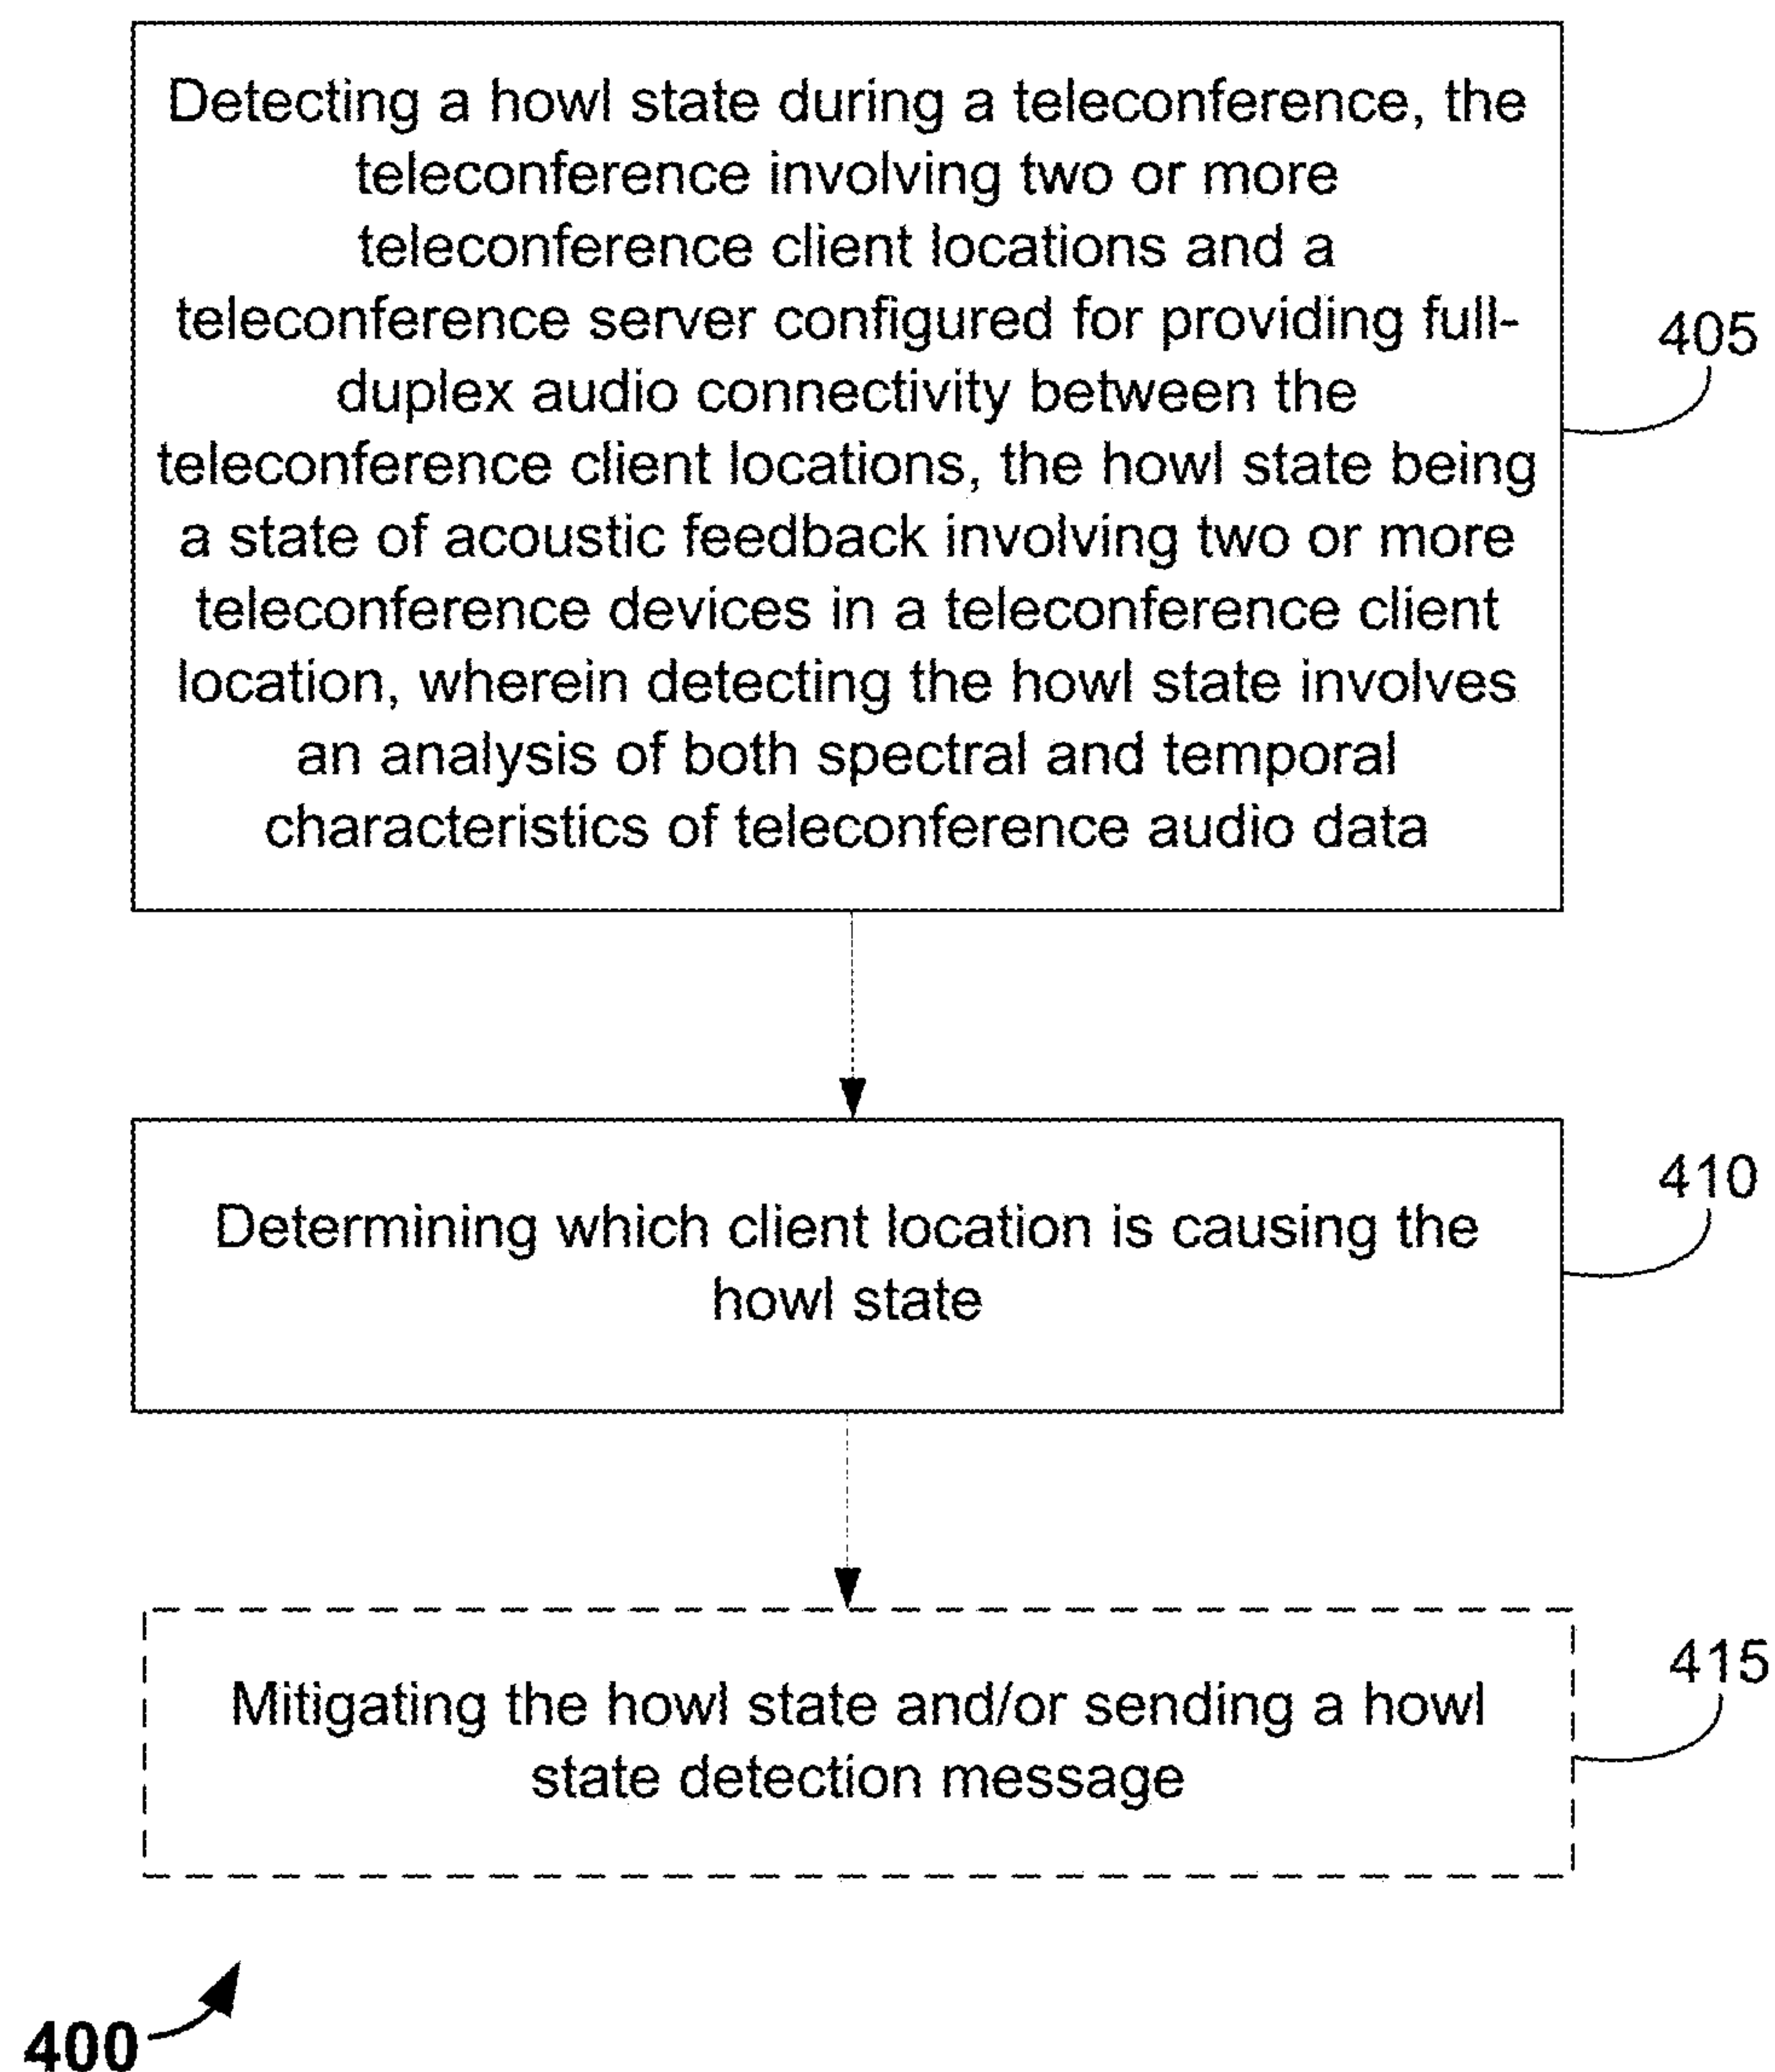 Detecting a howl state during a teleconference, the
teleconference involving two or more
teleconference client locations and a
teleconference server configured for providing full-
duplex audio connectivity between the
teleconference client locations, the howl state being
a state of acoustic feedback involving two or more
teleconference devices in a teleconference client
location, wherein detecting the howl state involves
an analysis of both spectral and temporal
characteristics of teleconference audio data
405
Determining which client location is causing the
howl state
410
Mitigating the howl state and/or sending a howl
state detection message
415
400